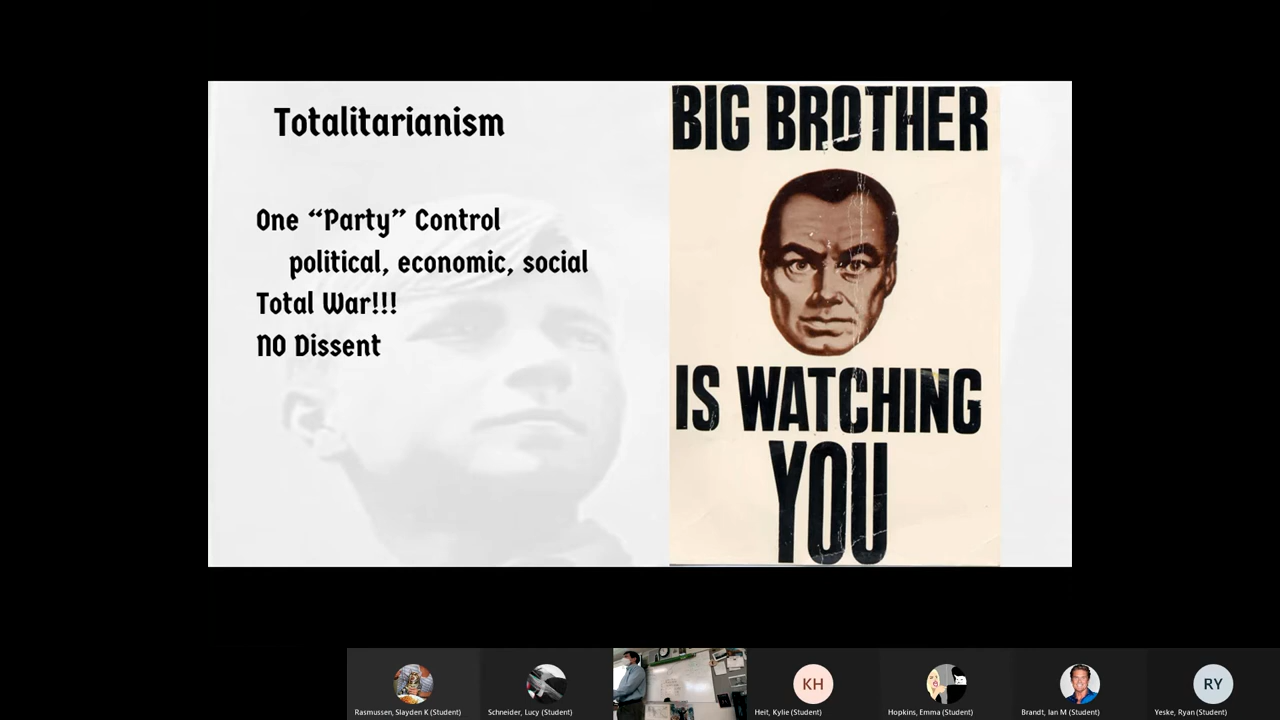 Totalitarianism
One “Party” Control
political, economic, social
Total War!!!
NO Dissent
BIG BROTHER
IS WATCHING
YOU
Rasmussen, Slayden K (Student)
Schneider, Lucy (Student)
KH
Heit, Kylie (Student)
Hopkins, Emma (Student)
Brandt, Ian M (Student)
RY
Yeske, Ryan (Student)